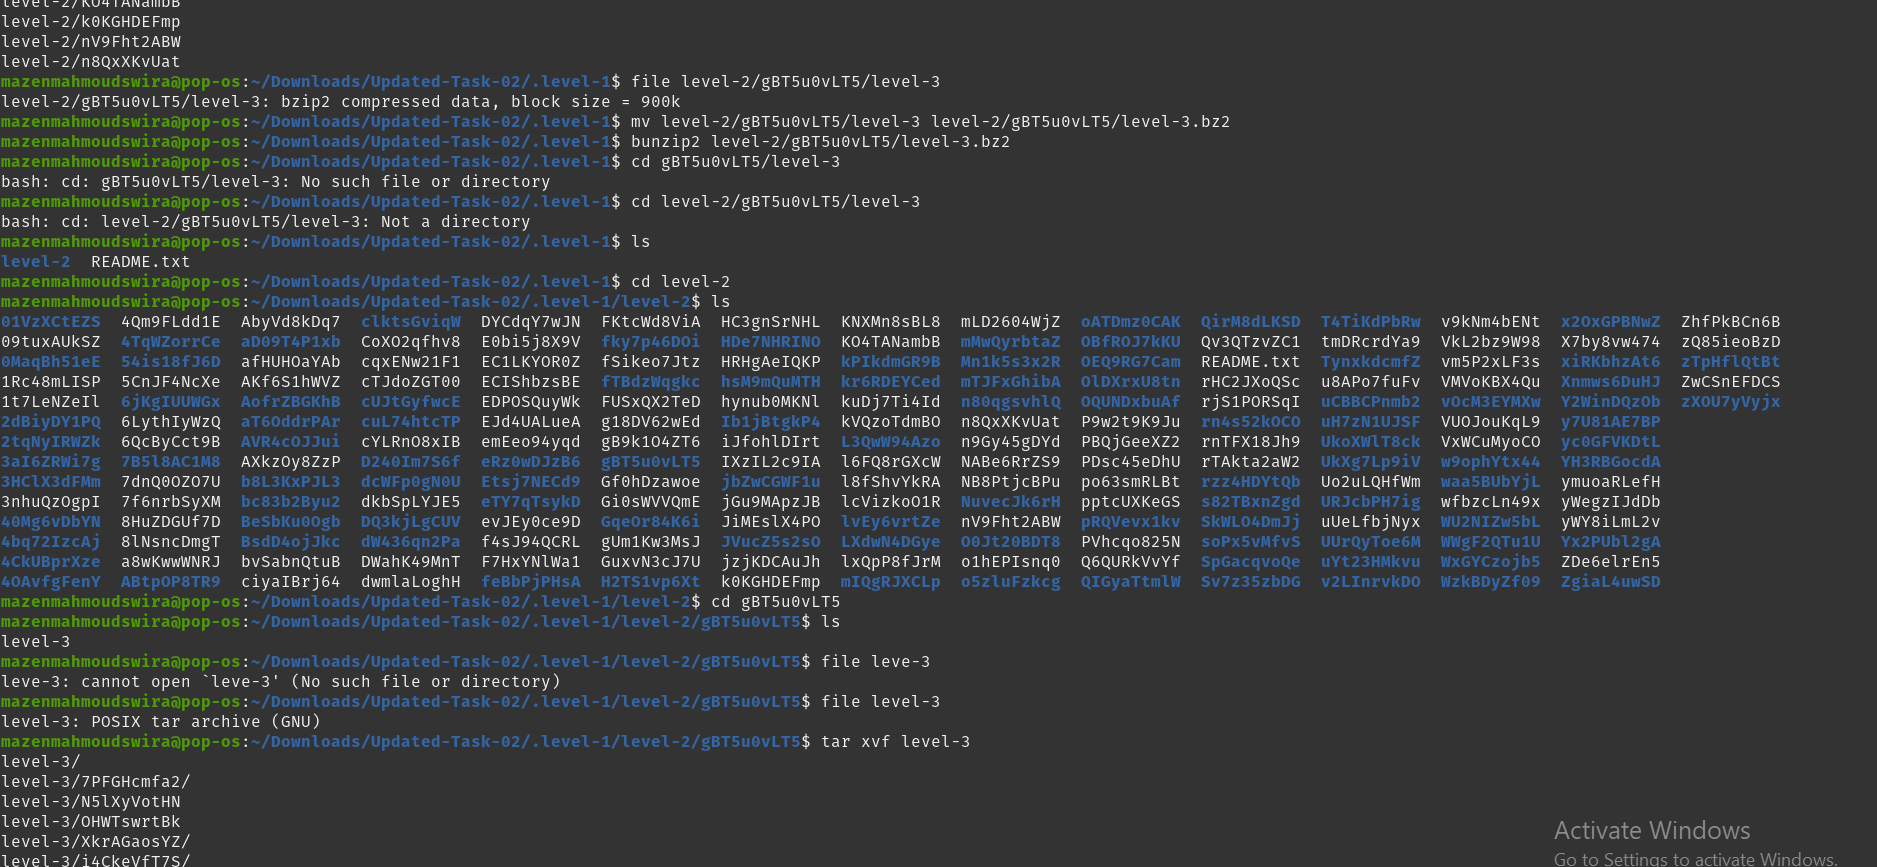 level-2/KO4TANambB
level-2/k0KGHDEFmp
level-2/nV9Fht2ABW
level-2/n8QxXKvUat
mazenmahmoudswira@pop-os:~/Downloads/Updated-Task-02/.level-1$ file level-2/gBT5u0vLT5/level-3
level-2/gBT5u0vLT5/level-3: bzip2 compressed data, block size = 900k
mazenmahmoudswira@pop-os:~/Downloads/Updated-Task-02/.level-1$ mv level-2/gBT5u0vLT5/level-3 level-2/gBT5u0vLT5/level-3.bz2
mazenmahmoudswira@pop-os:~/Downloads/Updated-Task-02/.level-1$ bunzip2 level-2/gBT5u0vLT5/level-3.bz2
mazenmahmoudswira@pop-os:~/Downloads/Updated-Task-02/.level-1$ cd gBT5u0vLT5/level-3
bash: cd: gBT5u0vLT5/level-3: No such file or directory
mazenmahmoudswira@pop-os:~/Downloads/Updated-Task-02/.level-1$ cd level-2/gBT5u0vLT5/level-3
bash: cd: level-2/gBT5u0vLT5/level-3: Not a directory
mazenmahmoudswira@pop-os:~/Downloads/Updated-Task-02/.level-1$ ls
level-2  README.txt
mazenmahmoudswira@pop-os:~/Downloads/Updated-Task-02/.level-1$ cd level-2
mazenmahmoudswira@pop-os:~/Downloads/Updated-Task-02/.level-1/level-2$ ls
01VzXCtEZS  4Qm9FLdd1E  AbyVd8kDq7  clktsGviqW  DYCdqY7wJN  FKtcWd8ViA  HC3gnSrNHL  KNXMn8sBL8  mLD2604WjZ  oATDmz0CAK  QirM8dLKSD  T4TiKdPbRw  v9kNm4bENt  x2OxGPBNwZ  ZhfPkBCn6B
09tuxAUkSZ  4TqWZorrCe  aD09T4P1xb  CoXO2qfhv8  E0bi5j8X9V  fky7p46DOi  HDe7NHRINO  KO4TANambB  mMwQyrbtaZ  OBfROJ7kKU  Qv3QTzvZC1  tmDRcrdYa9  VkL2bz9W98  X7by8vw474  zQ85ieoBzD
0MaqBh51eE  54is18fJ6D  afHUHOaYAb  cqxENw21F1  EC1LKYOR0Z  fSikeo7Jtz  HRHgAeIQKP  kPIkdmGR9B  Mn1k5s3x2R  OEQ9RG7Cam  README.txt  TynxkdcmfZ  vm5P2xLF3s  xiRKbhzAt6  zTpHflQtBt
1Rc48mLISP  5CnJF4NcXe  AKf6S1hWVZ  cTJdoZGT00  ECIShbzsBE  fTBdzWqgkc  hsM9mQuMTH  kr6RDEYCed  mTJFxGhibA  OlDXrxU8tn  rHC2JXoQSc  u8APo7fuFv  VMVoKBX4Qu  Xnmws6DuHJ  ZwCSnEFDCS
1t7LeNZeIl  6jKgIUUWGx  AofrZBGKhB  cUJtGyfwcE  EDPOSQuyWk  FUSxQX2TeD  hynub0MKNl  kuDj7Ti4Id  n80qgsvhlQ  OQUNDxbuAf  rjS1PORSqI  uCBBCPnmb2  vOcM3EYMXw  Y2WinDQzOb  zXOU7yVyjx
2dBiyDY1PQ  6LythIyWzQ  aT6OddrPAr  cuL74htcTP  EJd4UALueA  g18DV62wEd  Ib1jBtgkP4  kVQzoTdmBO  n8QxXKvUat  P9w2t9K9Ju  rn4s52kOCO  uH7zN1UJSF  VUOJouKqL9  y7U81AE7BP
2tqNyIRWZk  6QcByCct9B  AVR4cOJJui  cYLRnO8xIB  emEeo94yqd  gB9k1O4ZT6  iJfohlDIrt  L3QwW94Azo  n9Gy45gDYd  PBQjGeeXZ2  rnTFX18Jh9  UkoXWlT8ck  VxWCuMyoCO  yc0GFVKDtL
3aI6ZRWi7g  7B5l8AC1M8  AXkzOy8ZzP  D240Im7S6f  eRz0wDJzB6  gBT5u0vLT5  IXzIL2c9IA  l6FQ8rGXcW  NABe6RrZS9  PDsc45eDhU  rTAkta2aW2  UkXg7Lp9iV  w9ophYtx44  YH3RBGocdA
3HClX3dFMm  7dnQ0OZO7U  b8L3KxPJL3  dcWFp0gN0U  Etsj7NECd9  Gf0hDzawoe  jbZwCGWF1u  l8fShvYkRA  NB8PtjcBPu  po63smRLBt  rzz4HDYtQb  Uo2uLQHfWm  waa5BUbYjL  ymuoaRLefH
3nhuQzOgpI  7f6nrbSyXM  bc83b2Byu2  dkbSpLYJE5  eTY7qTsykD  Gi0sWVVQmE  jGu9MApzJB  lcVizkoO1R  NuvecJk6rH  pptcUXKeGS  s82TBxnZgd  URJcbPH7ig  wfbzcLn49x  yWegzIJdDb
40Mg6vDbYN  8HuZDGUf7D  BeSbKu0Ogb  DQ3kjLgCUV  evJEy0ce9D  GqeOr84K6i  JiMEslX4PO  lvEy6vrtZe  nV9Fht2ABW  pRQVevx1kv  SkWLO4DmJj  uUeLfbjNyx  WU2NIZw5bL  yWY8iLmL2v
4bq72IzcAj  8lNsncDmgT  BsdD4ojJkc  dW436qn2Pa  f4sJ94QCRL  gUm1Kw3MsJ  JVucZ5s2sO  LXdwN4DGye  O0Jt20BDT8  PVhcqo825N  soPx5vMfvS  UUrQyToe6M  WWgF2QTu1U  Yx2PUbl2gA
4CkUBprXze  a8wKwwWNRJ  bvSabnQtuB  DWahK49MnT  F7HxYNlWa1  GuxvN3cJ7U  jzjKDCAuJh  lxQpP8fJrM  o1hEPIsnq0  Q6QURkVvYf  SpGacqvoQe  uYt23HMkvu  WxGYCzojb5  ZDe6elrEn5
4OAvfgFenY  ABtpOP8TR9  ciyaIBrj64  dwmlaLoghH  feBbPjPHsA  H2TS1vp6Xt  k0KGHDEFmp  mIQgRJXCLp  o5zluFzkcg  QIGyaTtmlW  Sv7z35zbDG  v2LInrvkDO  WzkBDyZf09  ZgiaL4uwSD
mazenmahmoudswira@pop-os:~/Downloads/Updated-Task-02/.level-1/level-2$ cd gBT5u0vLT5
mazenmahmoudswira@pop-os:~/Downloads/Updated-Task-02/.level-1/level-2/gBT5u0vLT5$ ls
level-3
mazenmahmoudswira@pop-os:~/Downloads/Updated-Task-02/.level-1/level-2/gBT5u0vLT5$ file leve-3
leve-3: cannot open `leve-3' (No such file or directory)
mazenmahmoudswira@pop-os:~/Downloads/Updated-Task-02/.level-1/level-2/gBT5u0vLT5$ file level-3
level-3: POSIX tar archive (GNU)
mazenmahmoudswira@pop-os:~/Downloads/Updated-Task-02/.level-1/level-2/gBT5u0vLT5$ tar xvf level-3
level-3/
level-3/7PFGHcmfa2/
level-3/N5lXyVotHN
level-3/OHWTswrtBk
level-3/XkrAGaosYZ/
level-3/i4CkeVfT7S/
Activate Windows
Go to Settings to activate Windows.